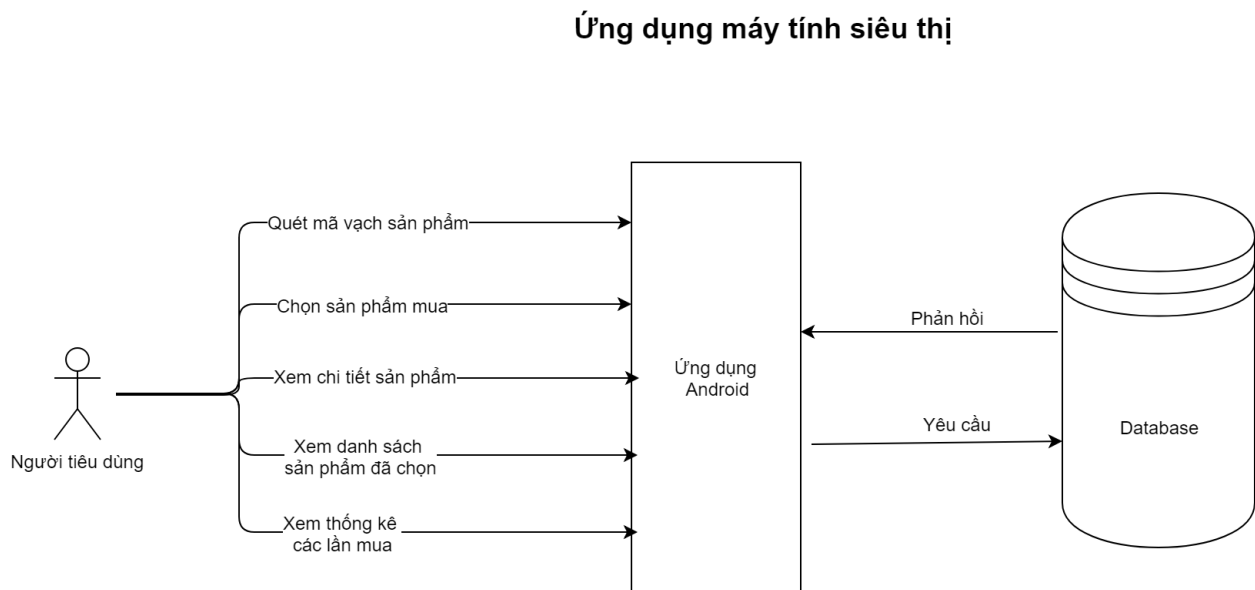 Ứng dụng máy tính siêu thị
Quét mã vạch sản phẩm
Chọn sản phẩm mua
Xem chi tiết sản phẩm
Xem danh sách
sản phẩm đã chọn
Xem thống kê
các lần mua
Người tiêu dùng
Ứng dụng
Android
Phản hồi
Yêu cầu
Database